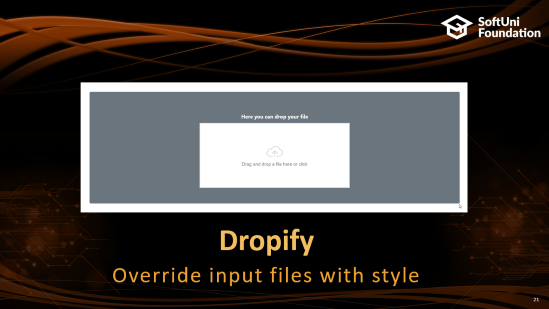 SoftUni
Foundation
Here you can drop your file
Drag and drop a file here or click
Dropify
Override input files with style
21